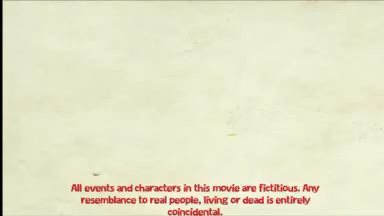 All events and characters in this movie are fictitious. Any
resemblance to real people, living or dead is entirely
coincidental.